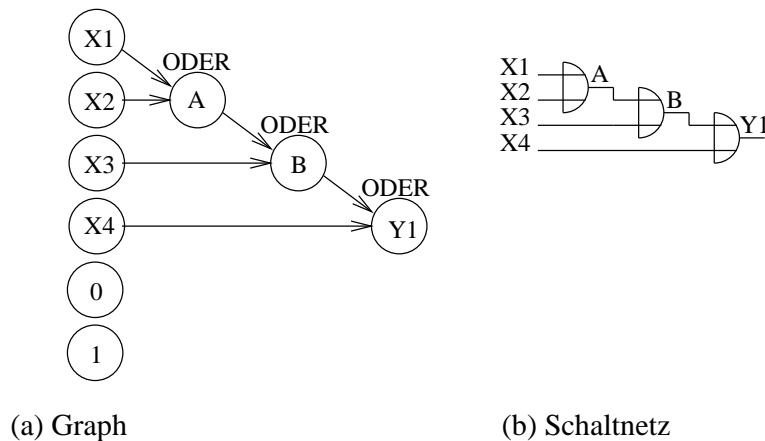 X1
ODER
X2
A
ODER
X3
B
ODER
X4
Y1
0
1
(a) Graph
X1
A
X2
B
X3
Y1
X4
(b) Schaltnetz